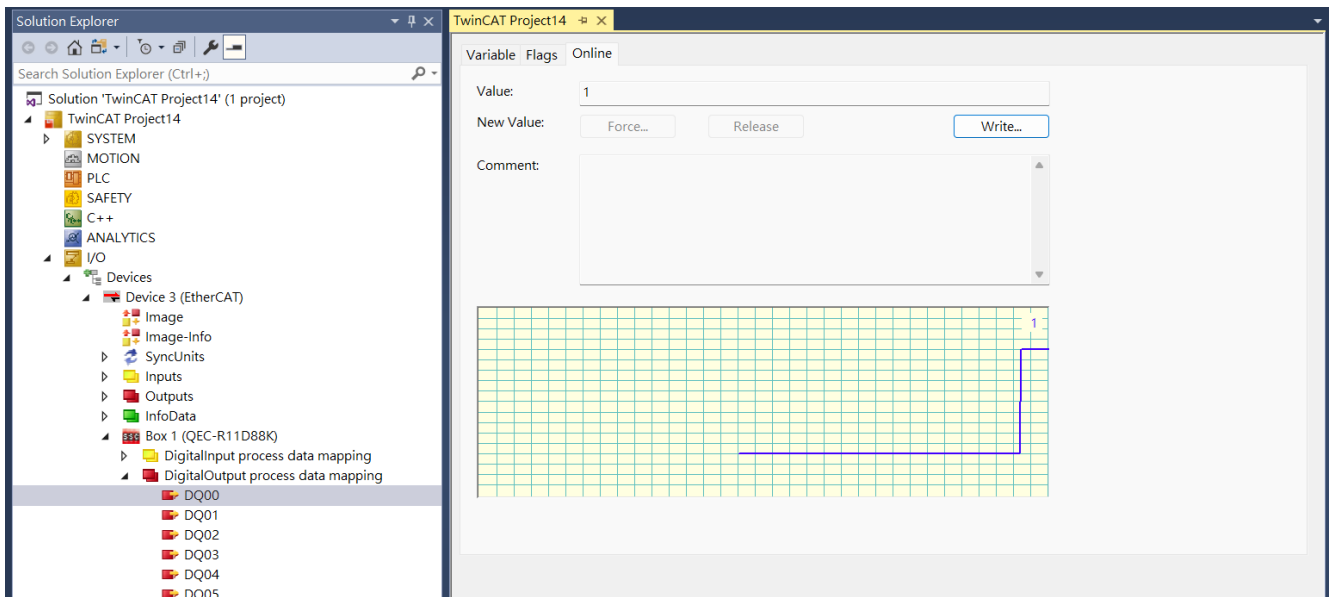 Solution Explorer
Search Solution Explorer (Ctrl+;)
Solution 'TwinCAT Project14' (1 project)
TwinCAT Project14
SYSTEM
MOTION
PLC
SAFETY
C++
ANALYTICS
I/O
Devices
Device 3 (EtherCAT)
Image
Image-Info
SyncUnits
Inputs
Outputs
InfoData
Box 1 (QEC-R11D88K)
DigitalInput process data mapping
DigitalOutput process data mapping
DQ00
DQ01
DQ02
DQ03
DQ04
DQ05
TwinCAT Project14
Variable Flags Online
Value: 1
New Value: Force... Release Write...
Comment:
1